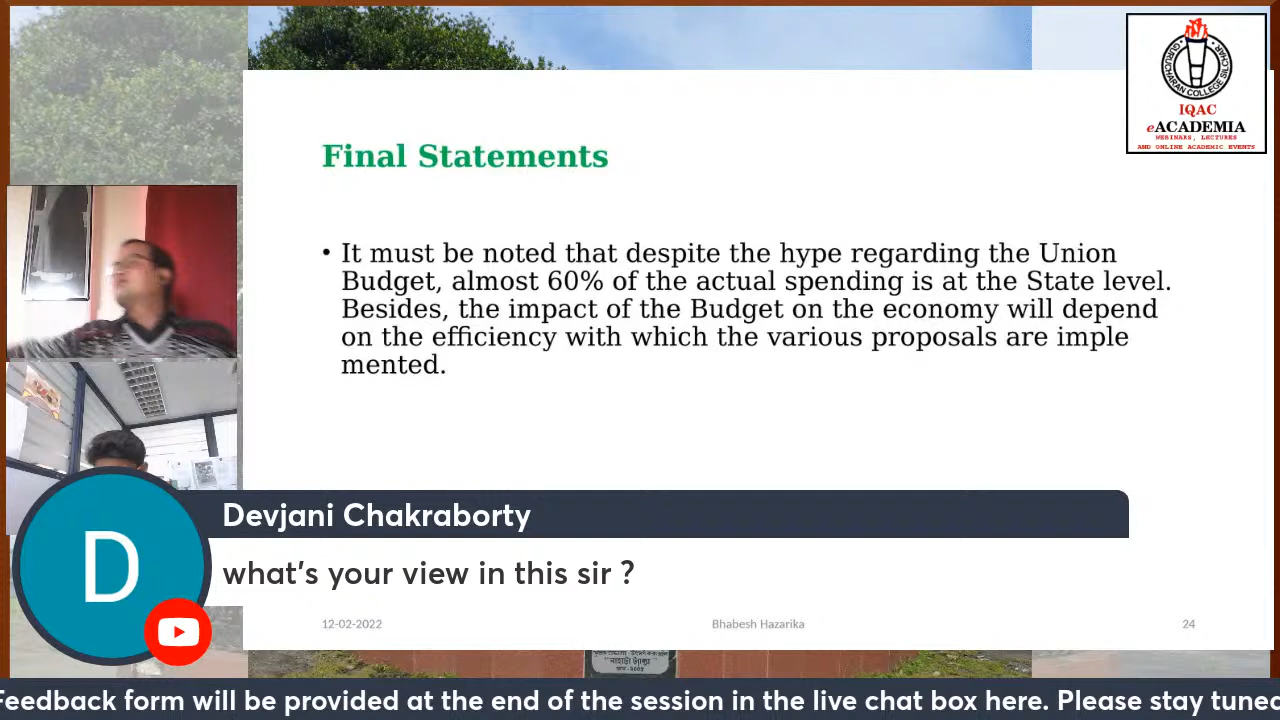 GURUCHARAN COLLEGE SILCHAR
IQAC
eACADEMIA
WEBINARS, LECTURES
AND ONLINE ACADEMIC EVENTS
Final Statements
• It must be noted that despite the hype regarding the Union
Budget, almost 60% of the actual spending is at the State level.
Besides, the impact of the Budget on the economy will depend
on the efficiency with which the various proposals are imple
mented.
D
Devjani Chakraborty
what's your view in this sir ?
12-02-2022
Bhabesh Hazarika
24
Feedback form will be provided at the end of the session in the live chat box here. Please stay tuned